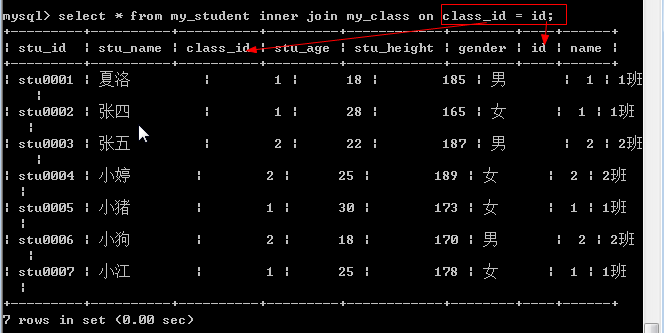 mysql> select * from my_student inner join my_class on class_id = id;
+---------+----------+----------+---------+------------+--------+----+------+
| stu_id | stu_name | class_id | stu_age | stu_height | gender | id | name |
+---------+----------+----------+---------+------------+--------+----+------+
| stu0001 | 夏洛 | 1 | 18 | 185 | 男 | 1 | 1班
|
| stu0002 | 张四 | 1 | 28 | 165 | 女 | 1 | 1班
|
| stu0003 | 张五 | 2 | 22 | 187 | 男 | 2 | 2班
|
| stu0004 | 小婷 | 2 | 25 | 189 | 女 | 2 | 2班
|
| stu0005 | 小猪 | 1 | 30 | 173 | 女 | 1 | 1班
|
| stu0006 | 小狗 | 2 | 18 | 170 | 男 | 2 | 2班
|
| stu0007 | 小江 | 1 | 25 | 178 | 女 | 1 | 1班
|
+---------+----------+----------+---------+------------+--------+----+------+
7 rows in set (0.00 sec)